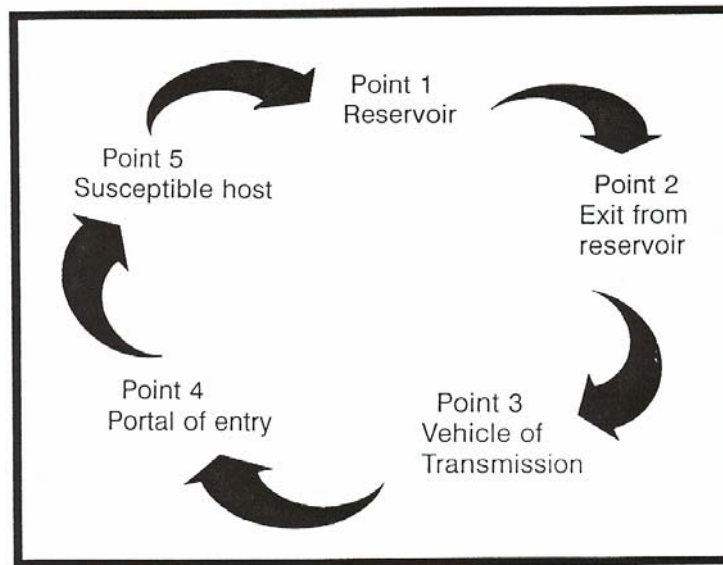 Point 1
Reservoir
Point 2
Exit from
reservoir
Point 3
Vehicle of
Transmission
Point 4
Portal of entry
Point 5
Susceptible host